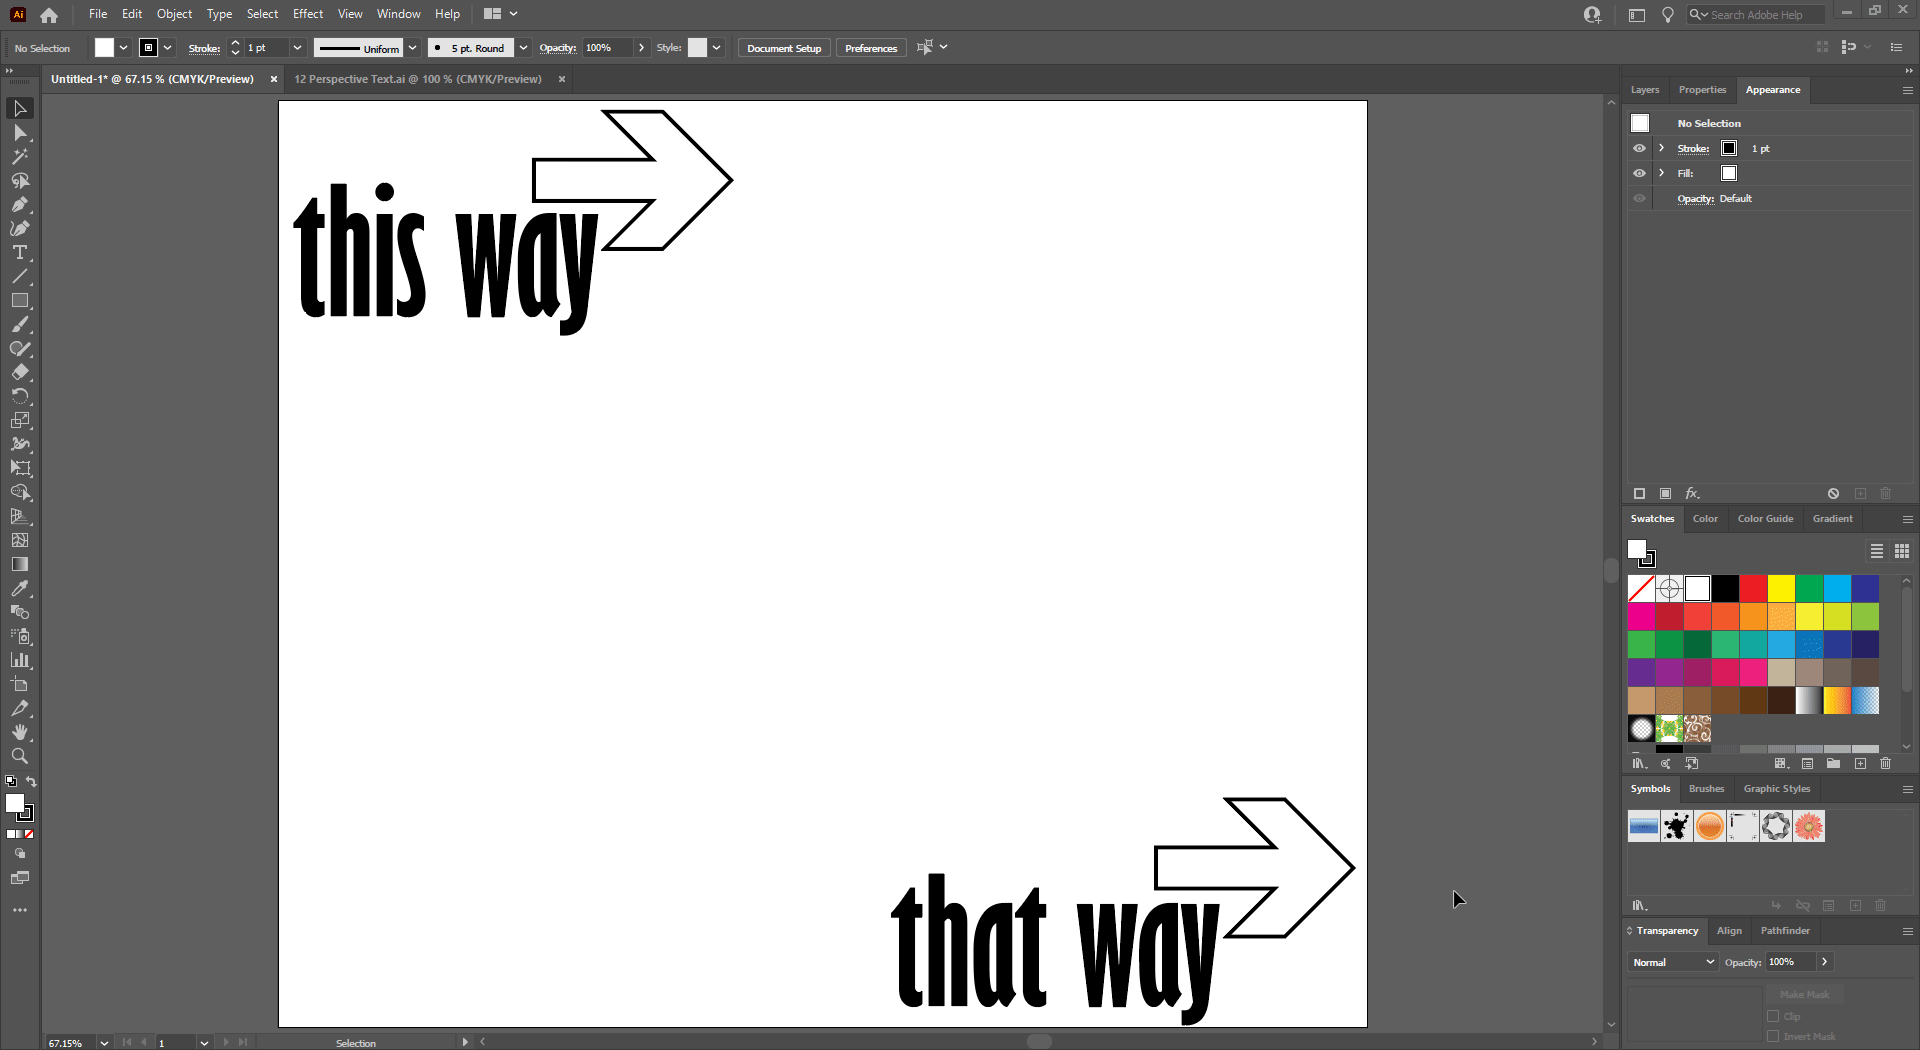 Ai File Edit Object Type Select Effect View Window Help Search Adobe Help
No Selection Stroke: 1 pt Uniform 5 pt. Round Opacity: 100% Style: Document Setup Preferences
Untitled-1* @ 67.15 % (CMYK/Preview) × 12 Perspective Text.ai @ 100 % (CMYK/Preview) ×
this way
that way
Layers Properties Appearance
No Selection
Stroke: 1 pt
Fill:
Opacity: Default
fx.
Swatches Color Color Guide Gradient
Symbols Brushes Graphic Styles
Transparency Align Pathfinder
Normal Opacity: 100%
Make Mask
Clip
Invert Mask
67.15% 1 Selection